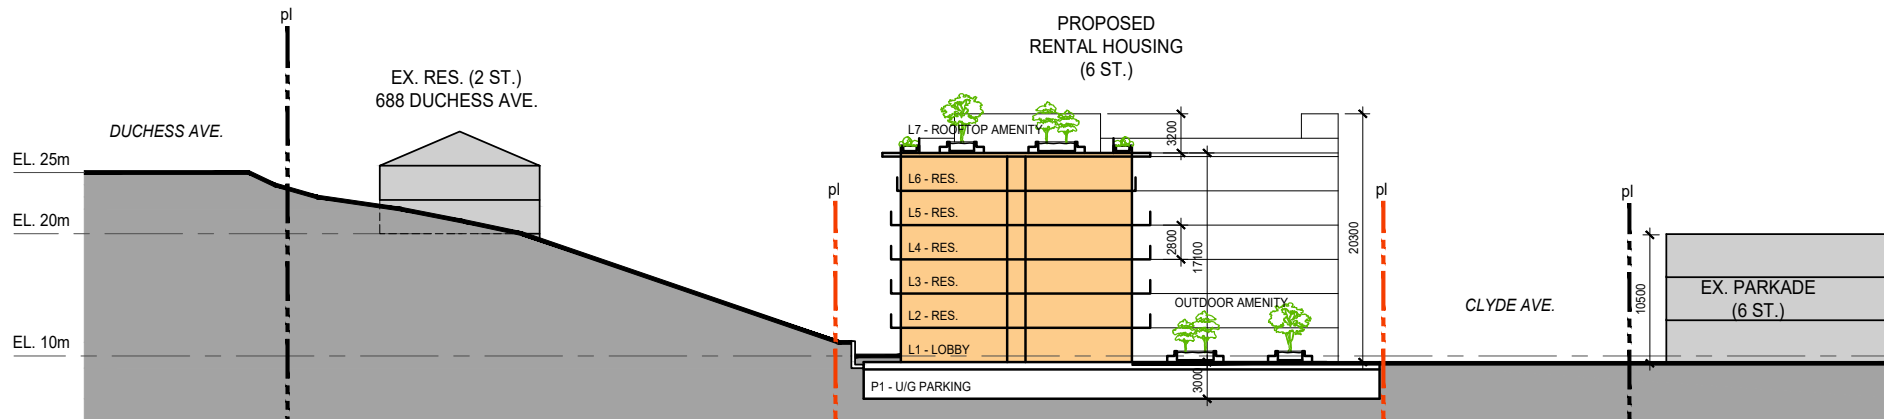 pl
PROPOSED
RENTAL HOUSING
(6 ST.)
EX. RES. (2 ST.)
688 DUCHESS AVE.
DUCHESS AVE.
L7 - ROOFTOP AMENITY
3200
EL. 25m
L6 - RES.
pl
pl
pl
L5 - RES.
EL. 20m
20300
L4 - RES.
2800
17100
L3 - RES.
10500
EX. PARKADE
(6 ST.)
OUTDOOR AMENITY
CLYDE AVE.
L2 - RES.
EL. 10m
L1 - LOBBY
3000
P1 - U/G PARKING